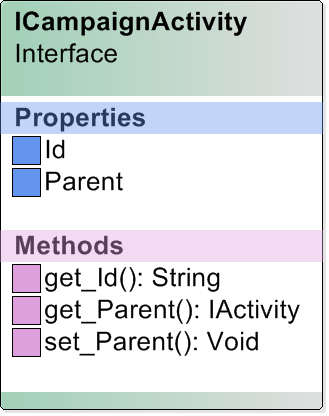 ICampaignActivity
Interface
Properties
Id
Parent
Methods
get_Id(): String
get_Parent(): IActivity
set_Parent(): Void